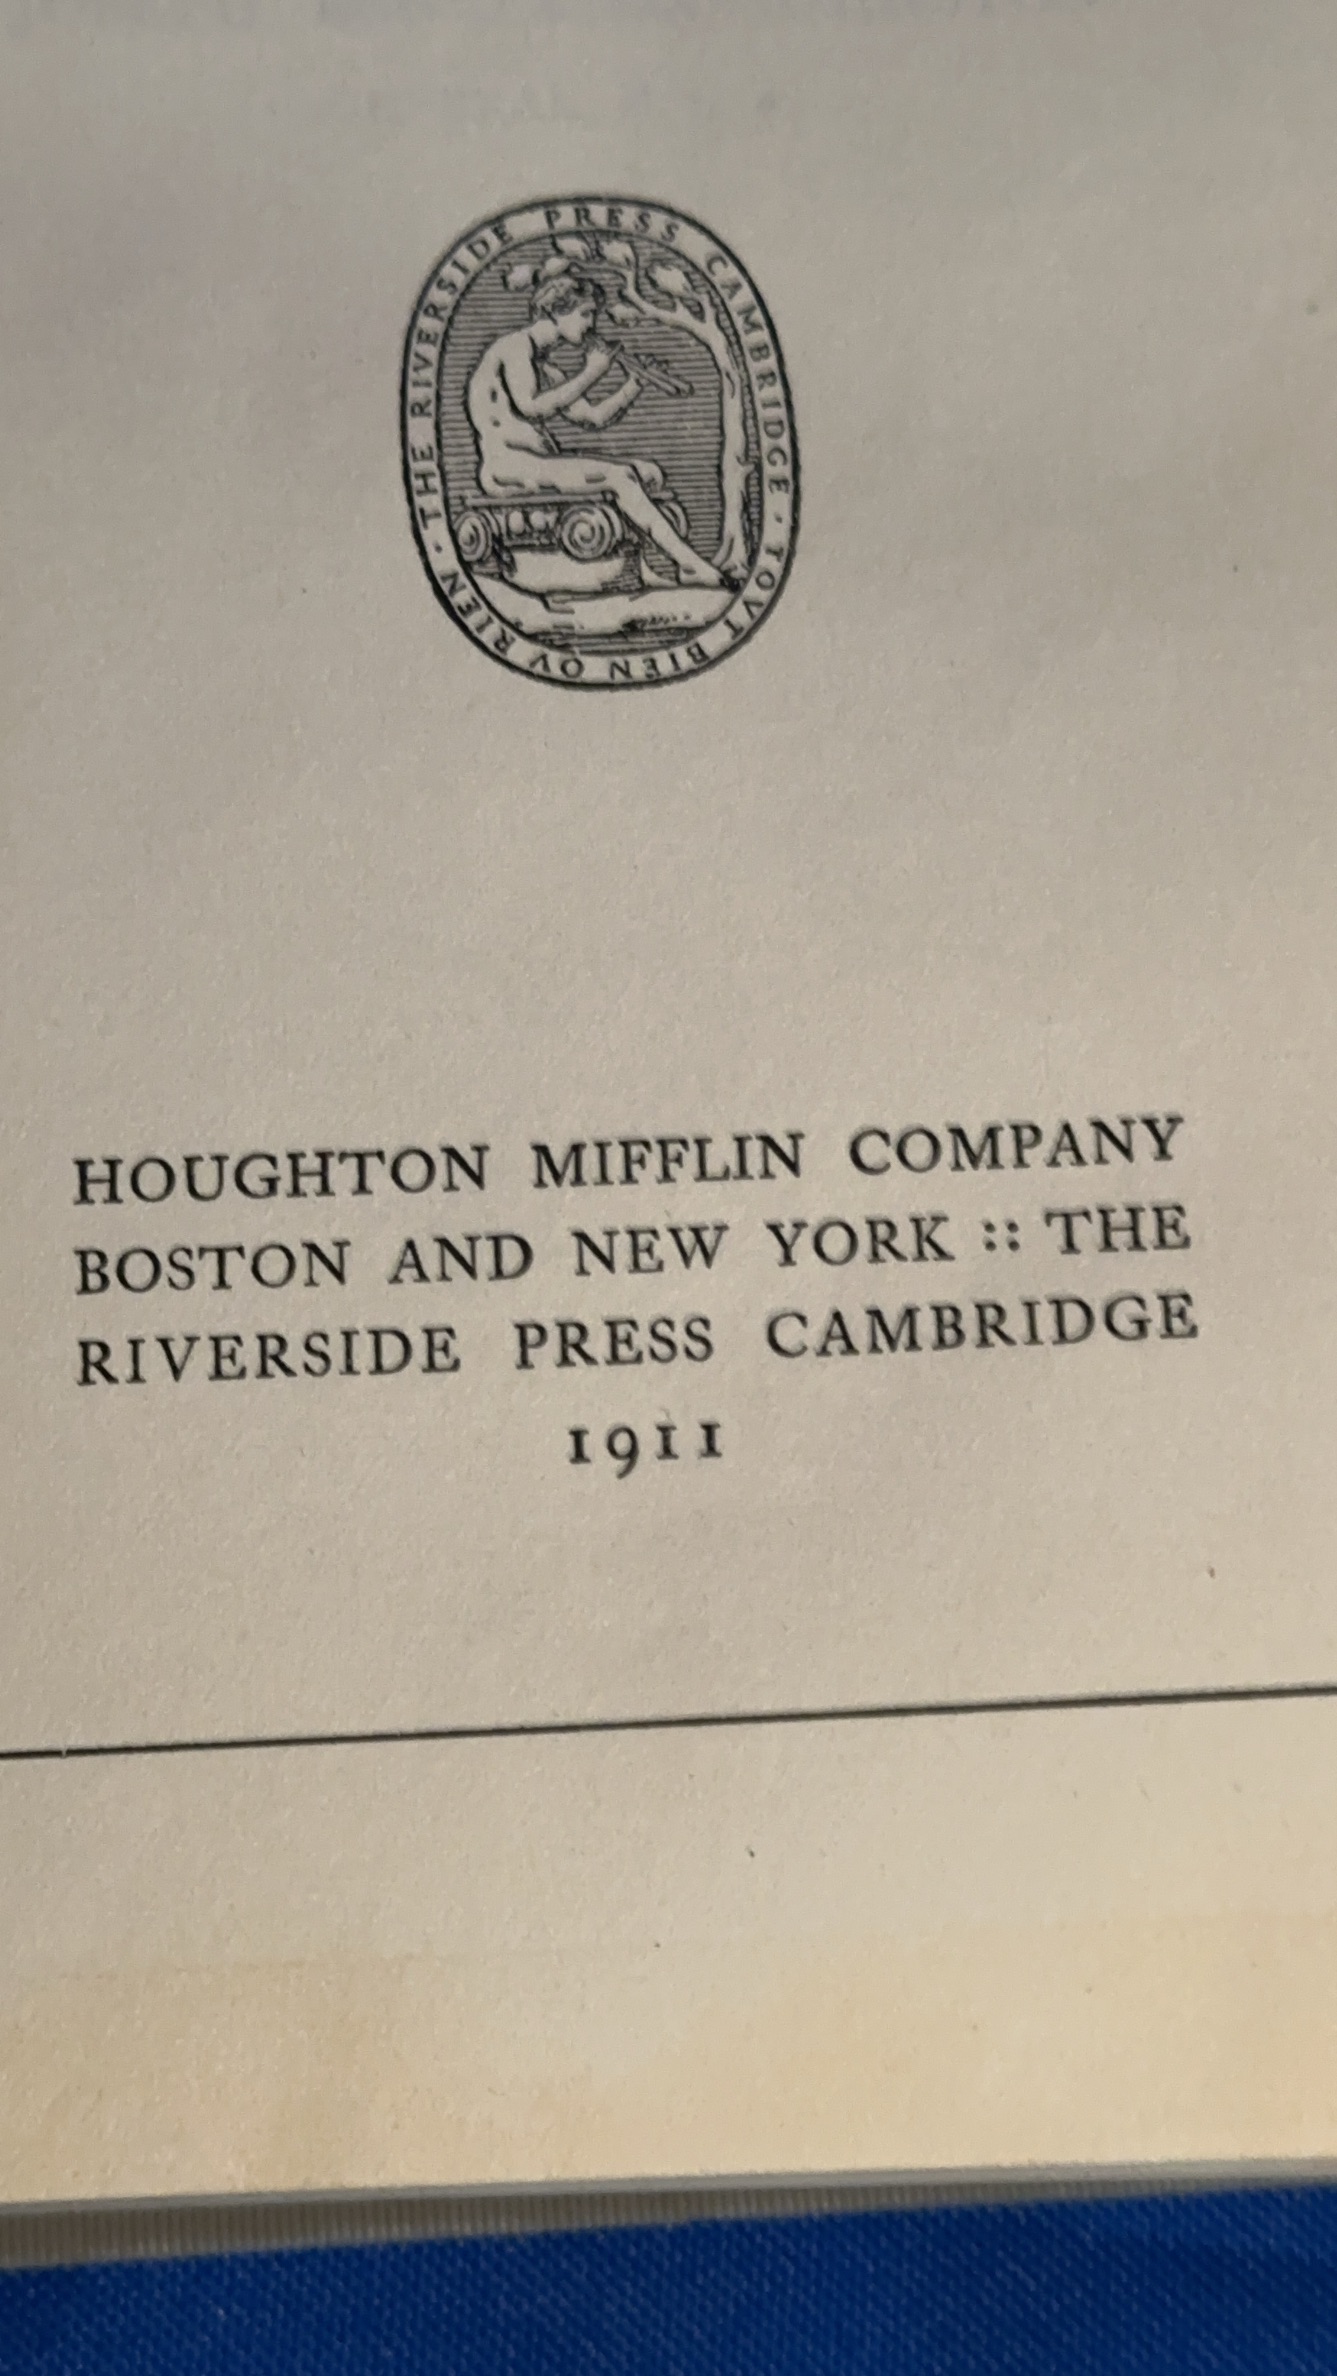 THE RIVERSIDE PRESS CAMBRIDGE · TOVT BIEN OV RIEN ·
HOUGHTON MIFFLIN COMPANY
BOSTON AND NEW YORK :: THE
RIVERSIDE PRESS CAMBRIDGE
1911